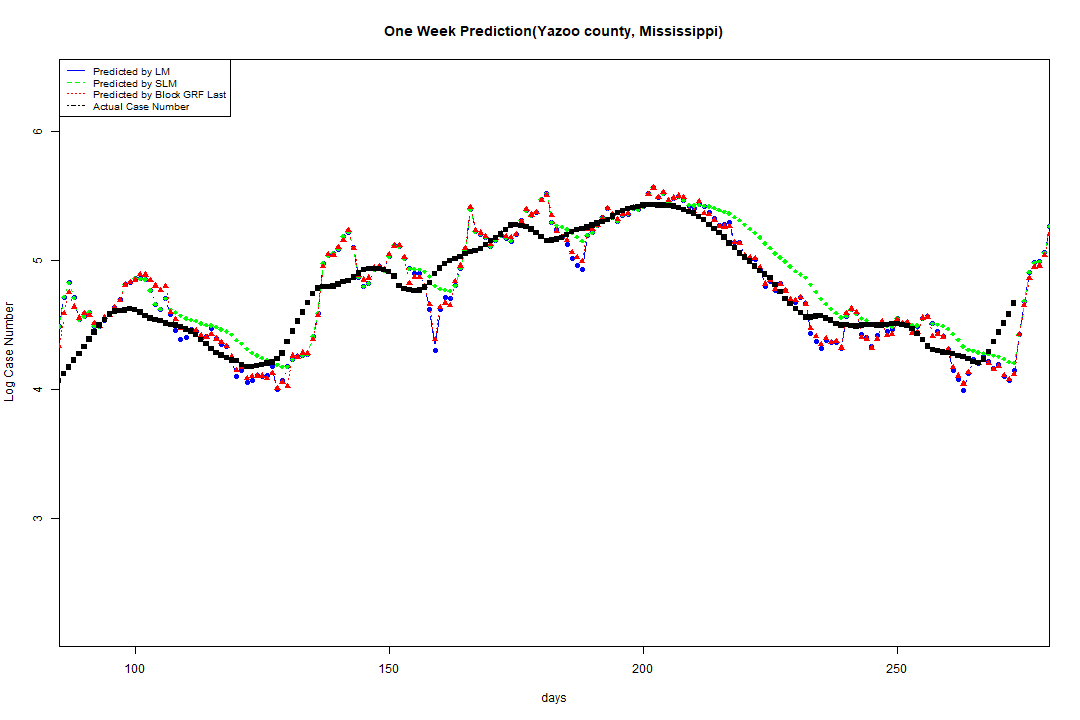 One Week Prediction(Yazoo county, Mississippi)
Predicted by LM
Predicted by SLM
Predicted by Block GRF Last
Actual Case Number
6
5
4
3
Log Case Number
100 150 200 250
days